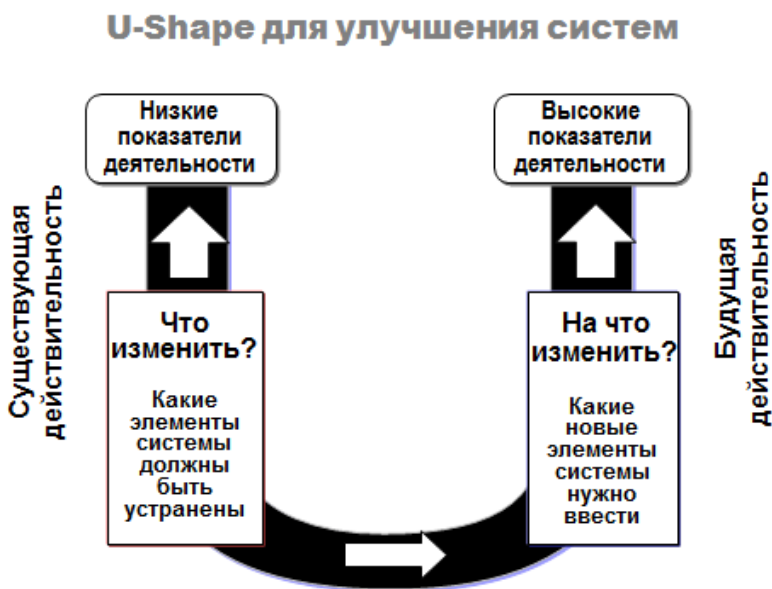 U-Shape для улучшения систем
Низкие
показатели
деятельности
Высокие
показатели
деятельности
Существующая
действительность
Что
изменить?
Какие
элементы
системы
должны
быть
устранены
На что
изменить?
Какие
новые
элементы
системы
нужно
ввести
Будущая
действительность